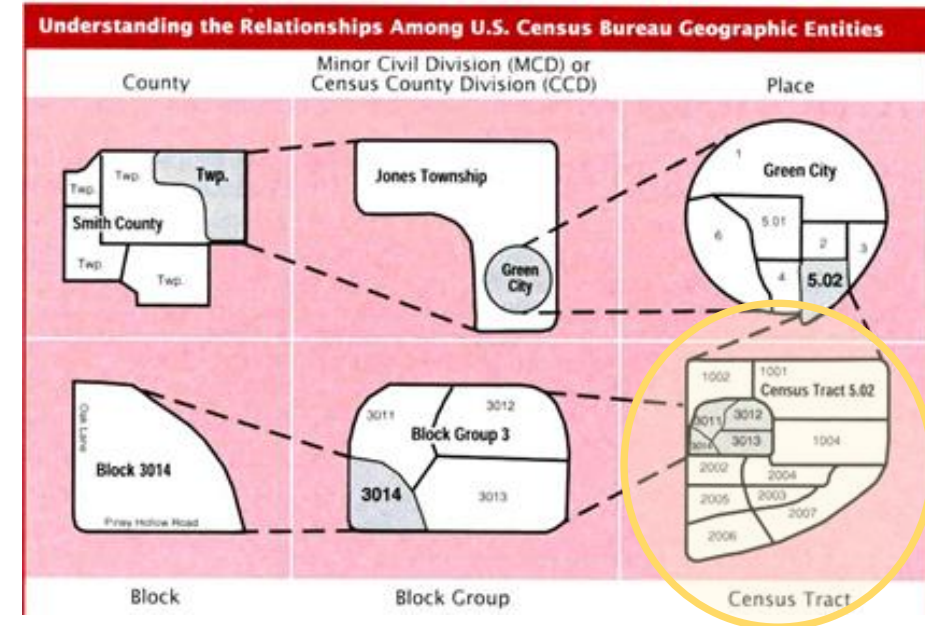 Understanding the Relationships Among U.S. Census Bureau Geographic Entities
County
Minor Civil Division (MCD) or
Census County Division (CCD)
Place
Twp.
Twp.
Twp.
Smith County
Twp.
Twp.
Jones Township
Green
City
1
Green City
5.01
6
2
3
4
5.02
Oak Lane
Block 3014
Piney Hollow Road
3011
3012
Block Group 3
3014
3013
1002
1001
Census Tract 5.02
3011
3012
3014
3013
1004
2002
2004
2005
2003
2007
2006
Block
Block Group
Census Tract